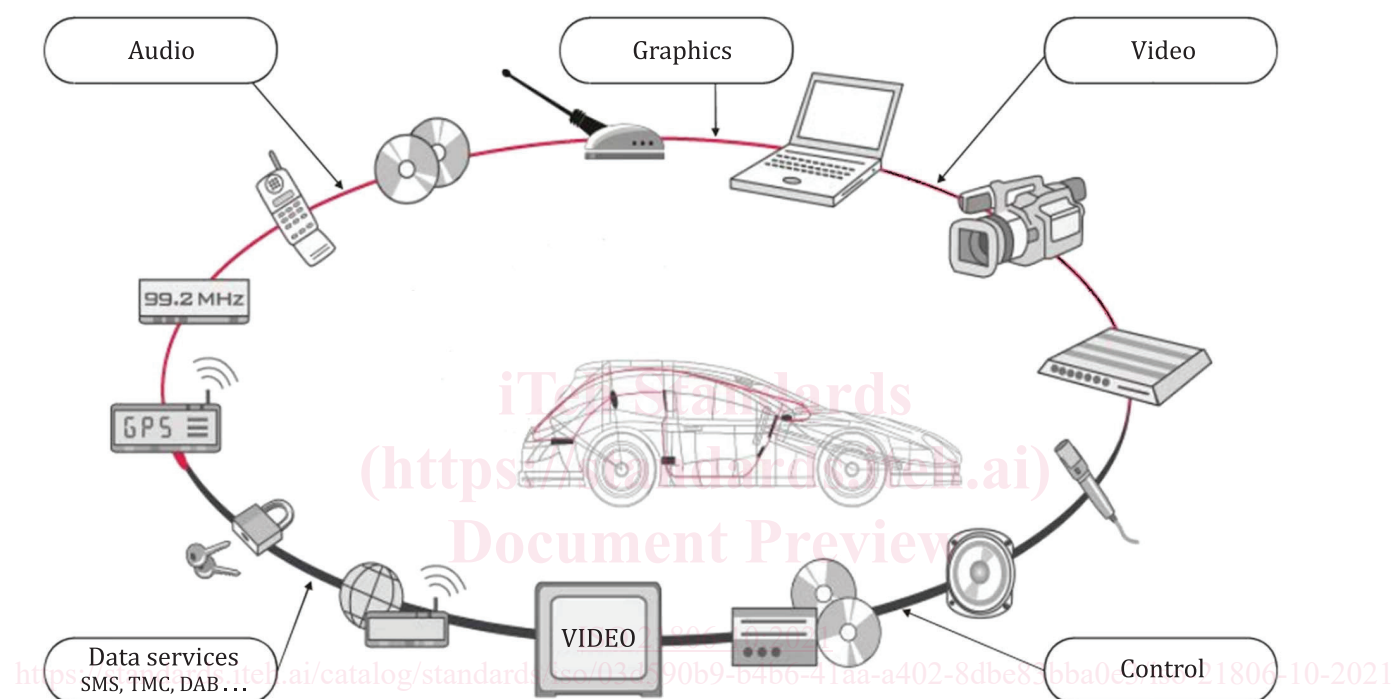 Audio
Graphics
Video
99.2 MHz
GPS
iTeh Standards
(https://standards.iteh.ai)
Document Preview
VIDEO
Data services
SMS, TMC, DAB . . .
Control